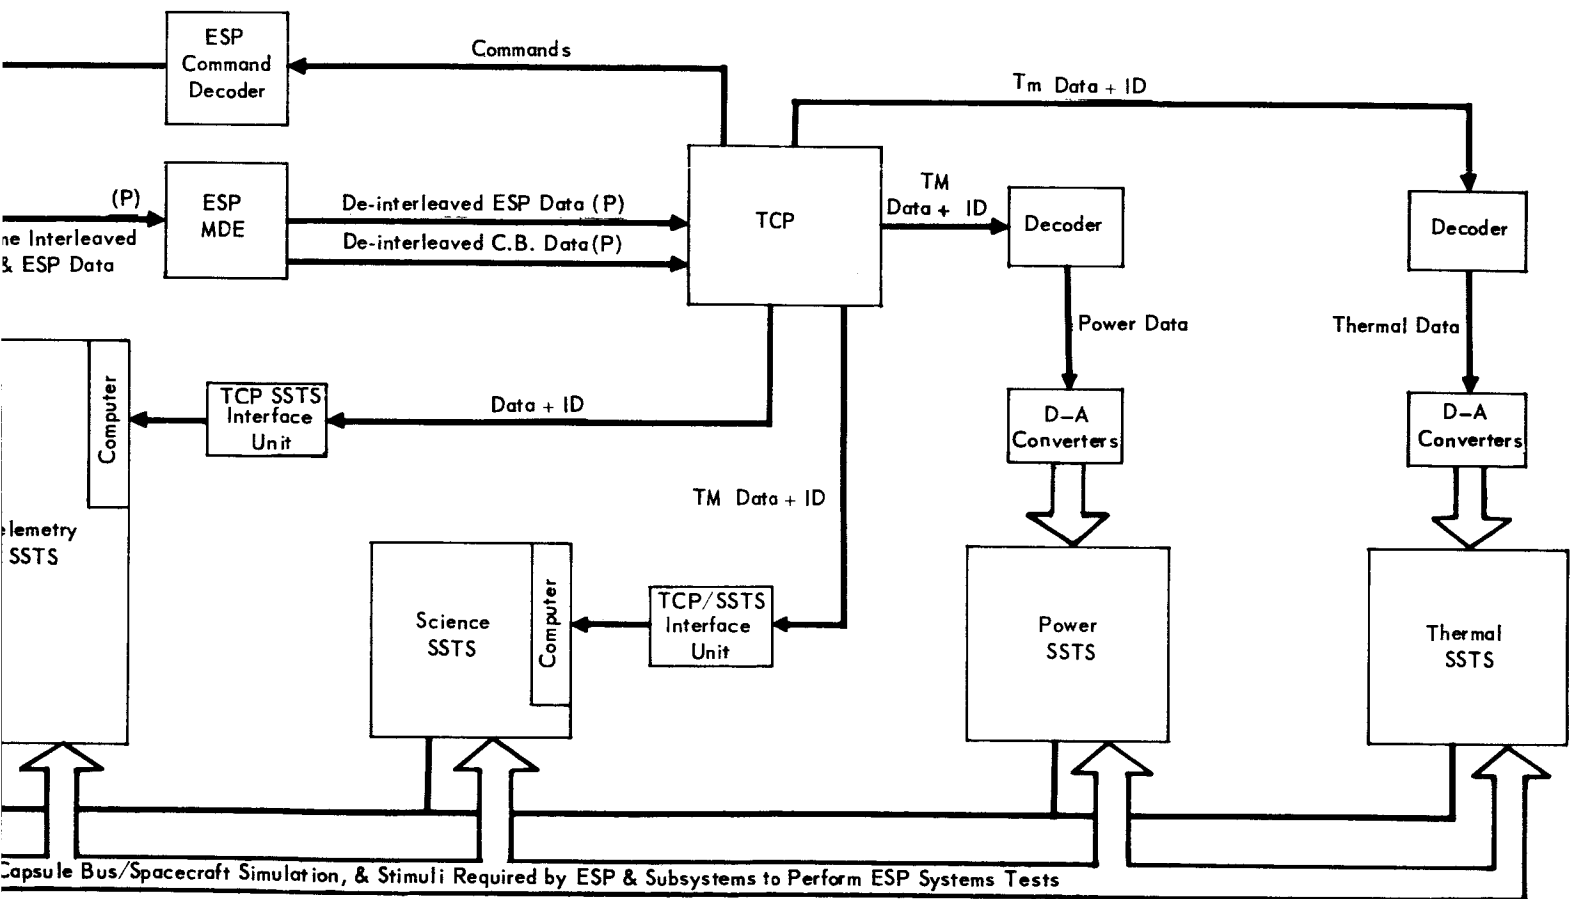 ESP
Command
Decoder
Commands
Tm Data + ID
(P)
Interleaved
& ESP Data
ESP
MDE
De-interleaved ESP Data (P)
De-interleaved C.B. Data (P)
TCP
TM
Data + ID
Decoder
Decoder
Power Data
Thermal Data
Computer
TCP SSTS
Interface
Unit
Data + ID
D-A
Converters
D-A
Converters
TM Data + ID
SSTS
Science
SSTS
Computer
TCP/SSTS
Interface
Unit
Power
SSTS
Thermal
SSTS
Capsule Bus/Spacecraft Simulation, & Stimuli Required by ESP & Subsystems to Perform ESP Systems Tests